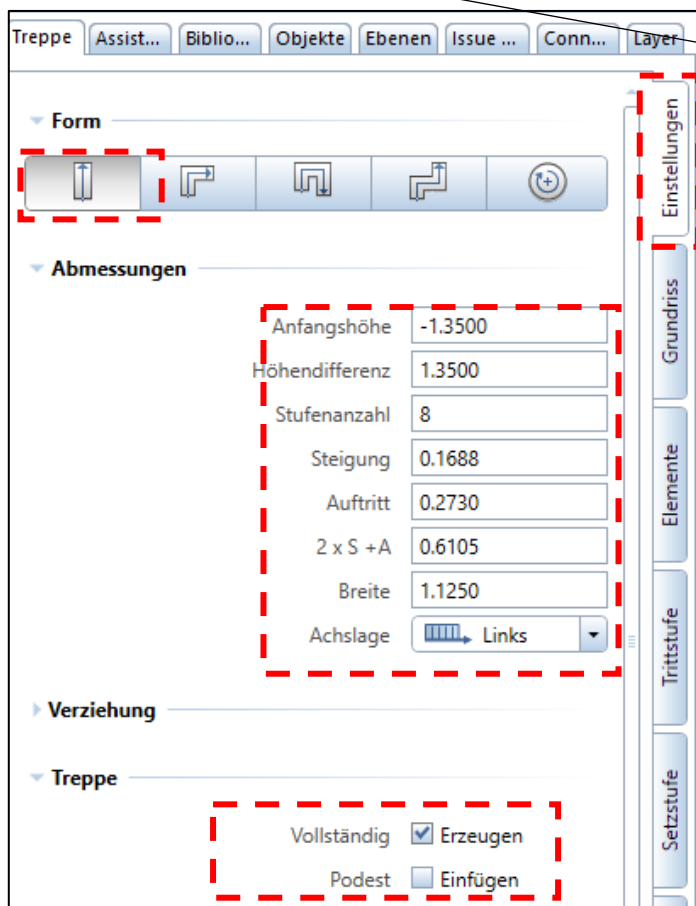 Treppe Assist... Biblio... Objekte Ebenen Issue ... Conn... Layer
Form
Abmessungen
Anfangshöhe -1.3500
Höhendifferenz 1.3500
Stufenanzahl 8
Steigung 0.1688
Auftritt 0.2730
2 x S +A 0.6105
Breite 1.1250
Achslage Links
Verziehung
Treppe
Vollständig Erzeugen
Podest Einfügen
Einstellungen
Grundriss
Elemente
Trittstufe
Setzstufe